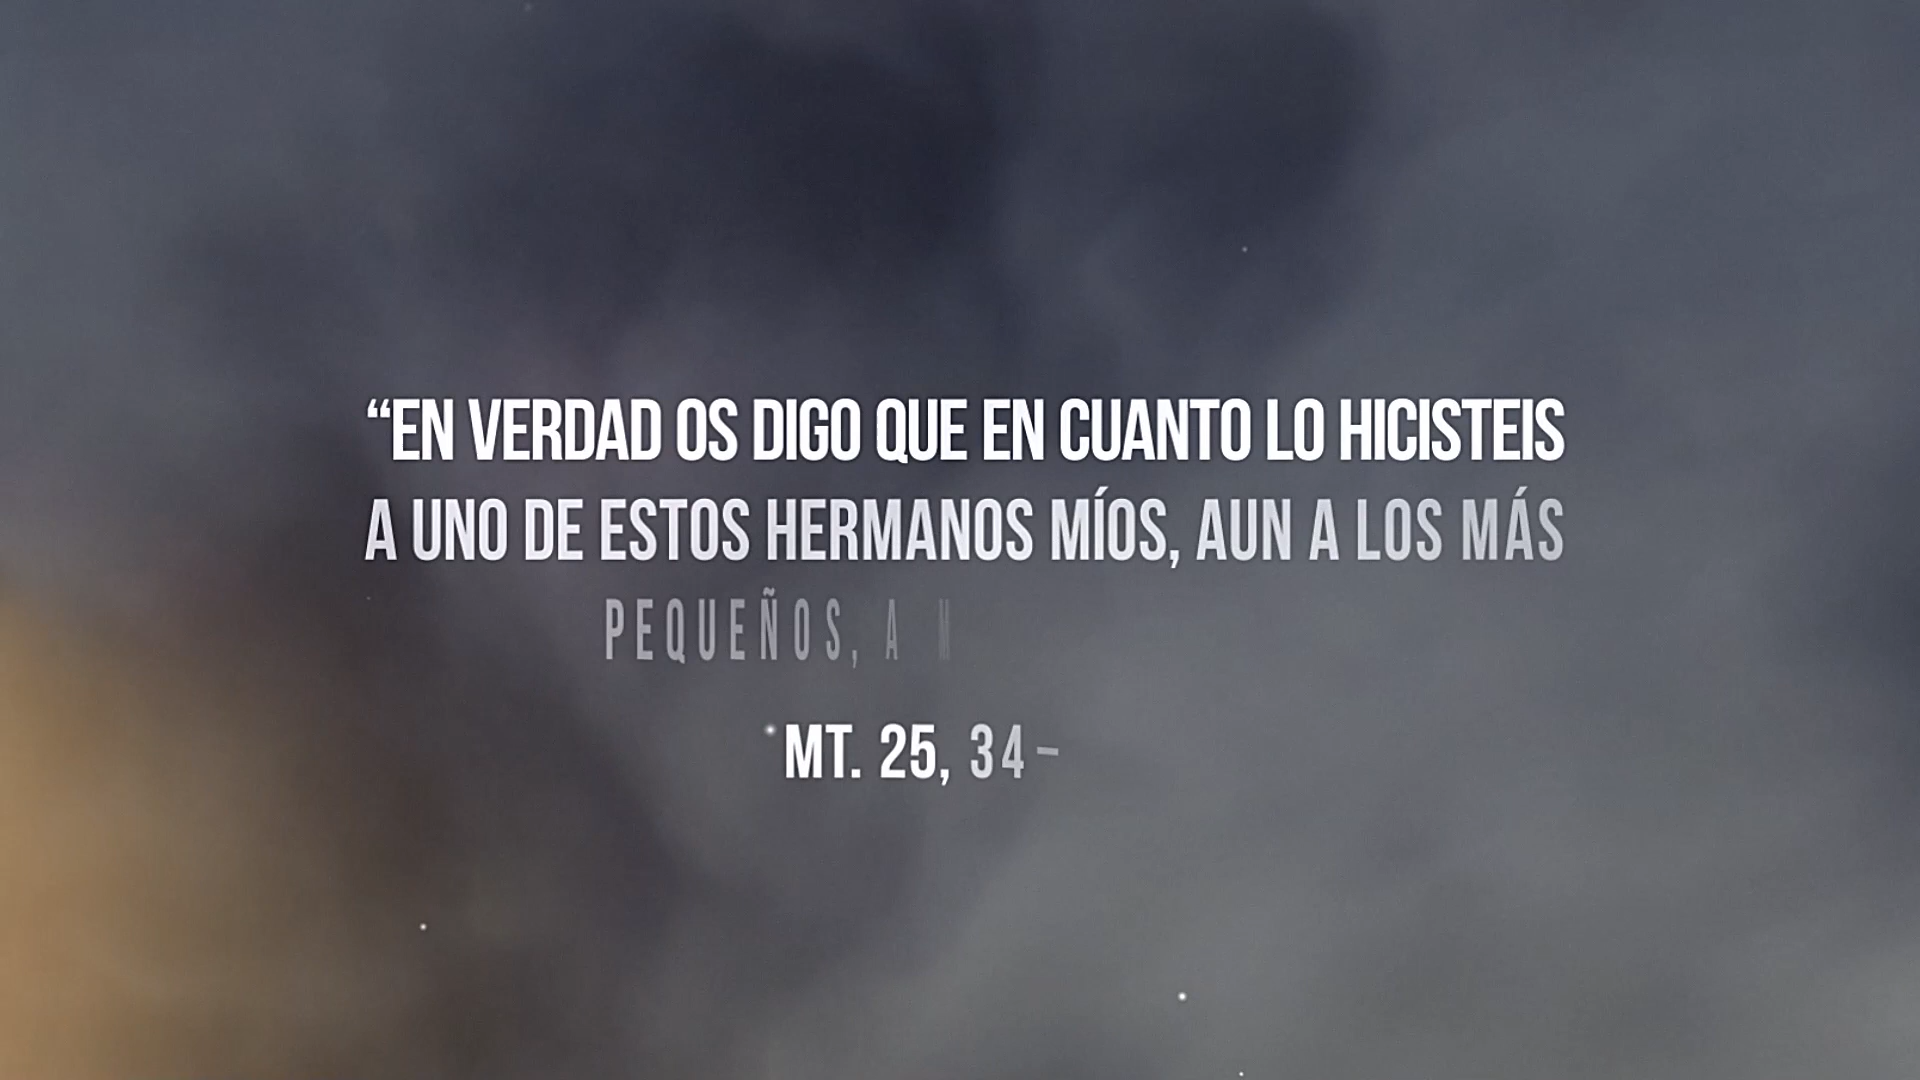 “EN VERDAD OS DIGO QUE EN CUANTO LO HICISTEIS
A UNO DE ESTOS HERMANOS MÍOS, AUN A LOS MÁS
PEQUEÑOS, A
MT. 25, 34-